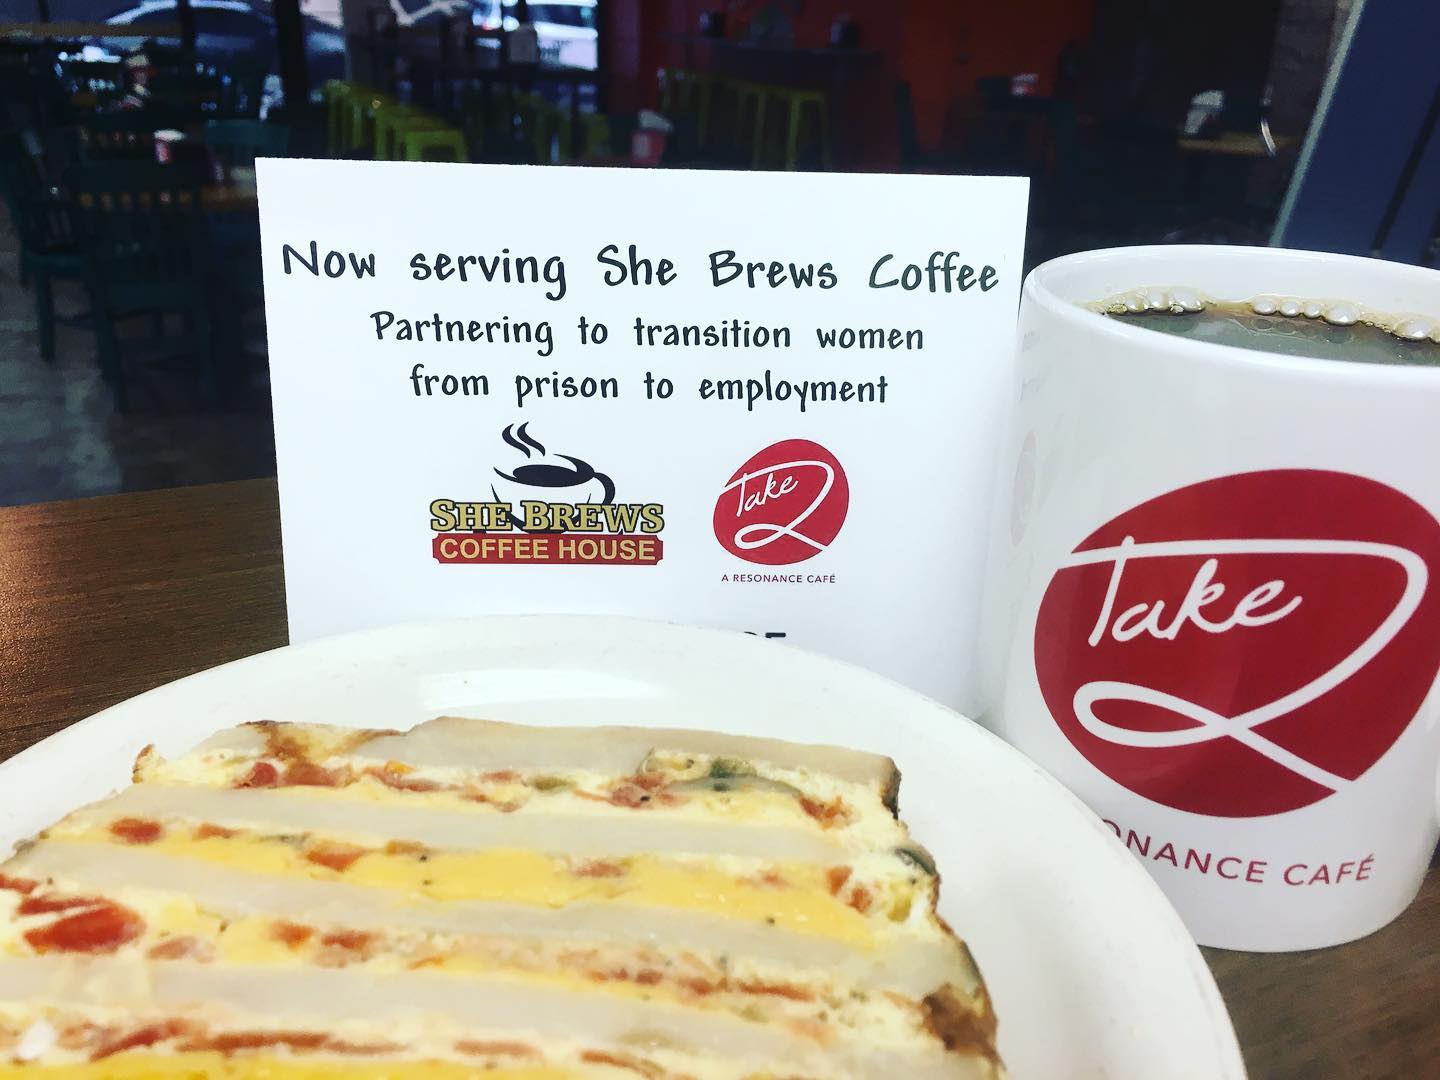 Now serving She Brews Coffee
Partnering to transition women
from prison to employment
SHE BREWS
COFFEE HOUSE
Take 2
A RESONANCE CAFÉ
Take 2
ONANCE CAFÉ